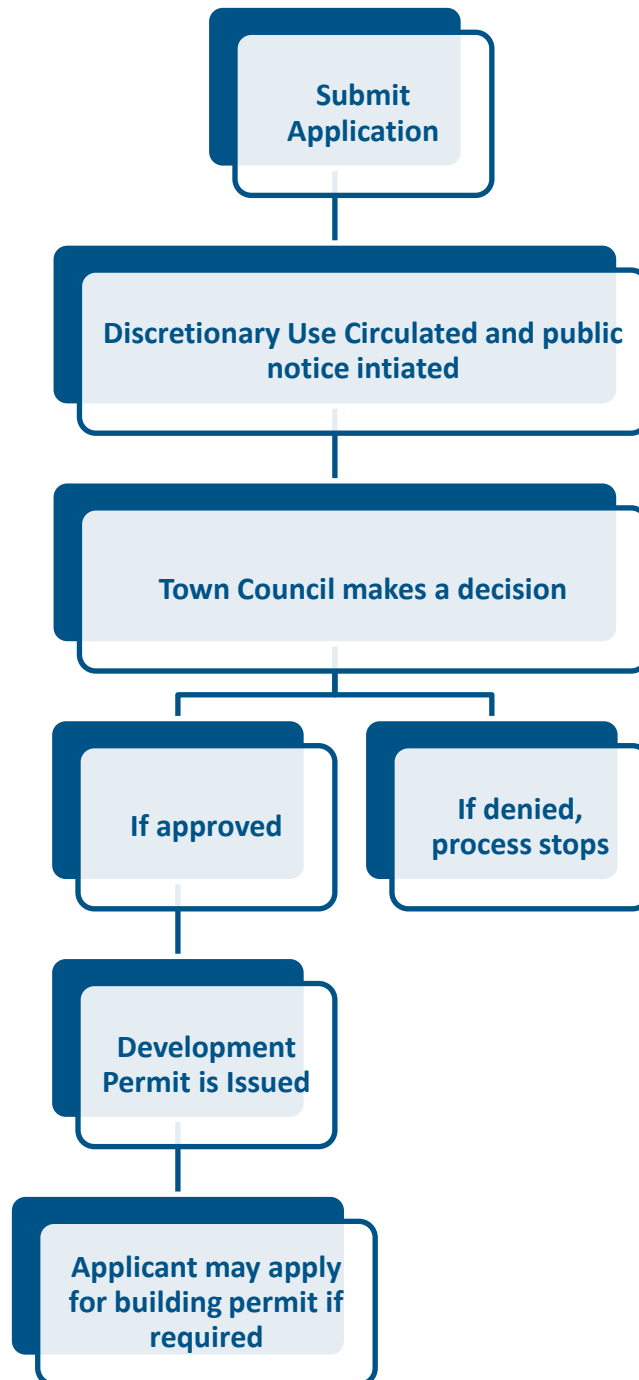 Submit
Application
Discretionary Use Circulated and public
notice intiated
Town Council makes a decision
If approved
If denied,
process stops
Development
Permit is Issued
Applicant may apply
for building permit if
required